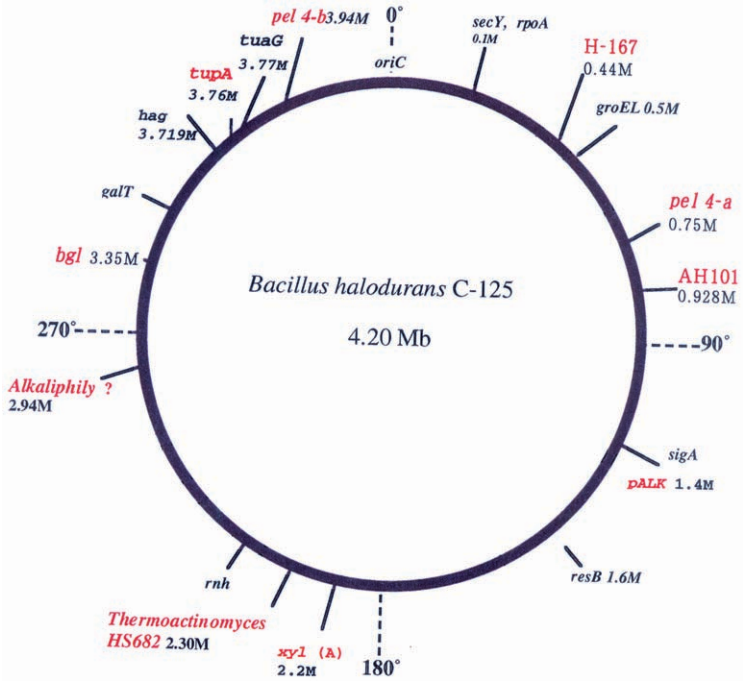 0°
oriC
secY, rpoA
0.1M
H-167
0.44M
groEL 0.5M
pel 4-a
0.75M
AH101
0.928M
90°
sigA
pALK 1.4M
resB 1.6M
180°
xyl (A)
2.2M
Thermoactinomyces
HS682 2.30M
rnh
Alkaliphily ?
2.94M
270°
bgl 3.35M
galT
hag
3.719M
tupA
3.76M
tuaG
3.77M
pel 4-b 3.94M
Bacillus halodurans C-125
4.20 Mb